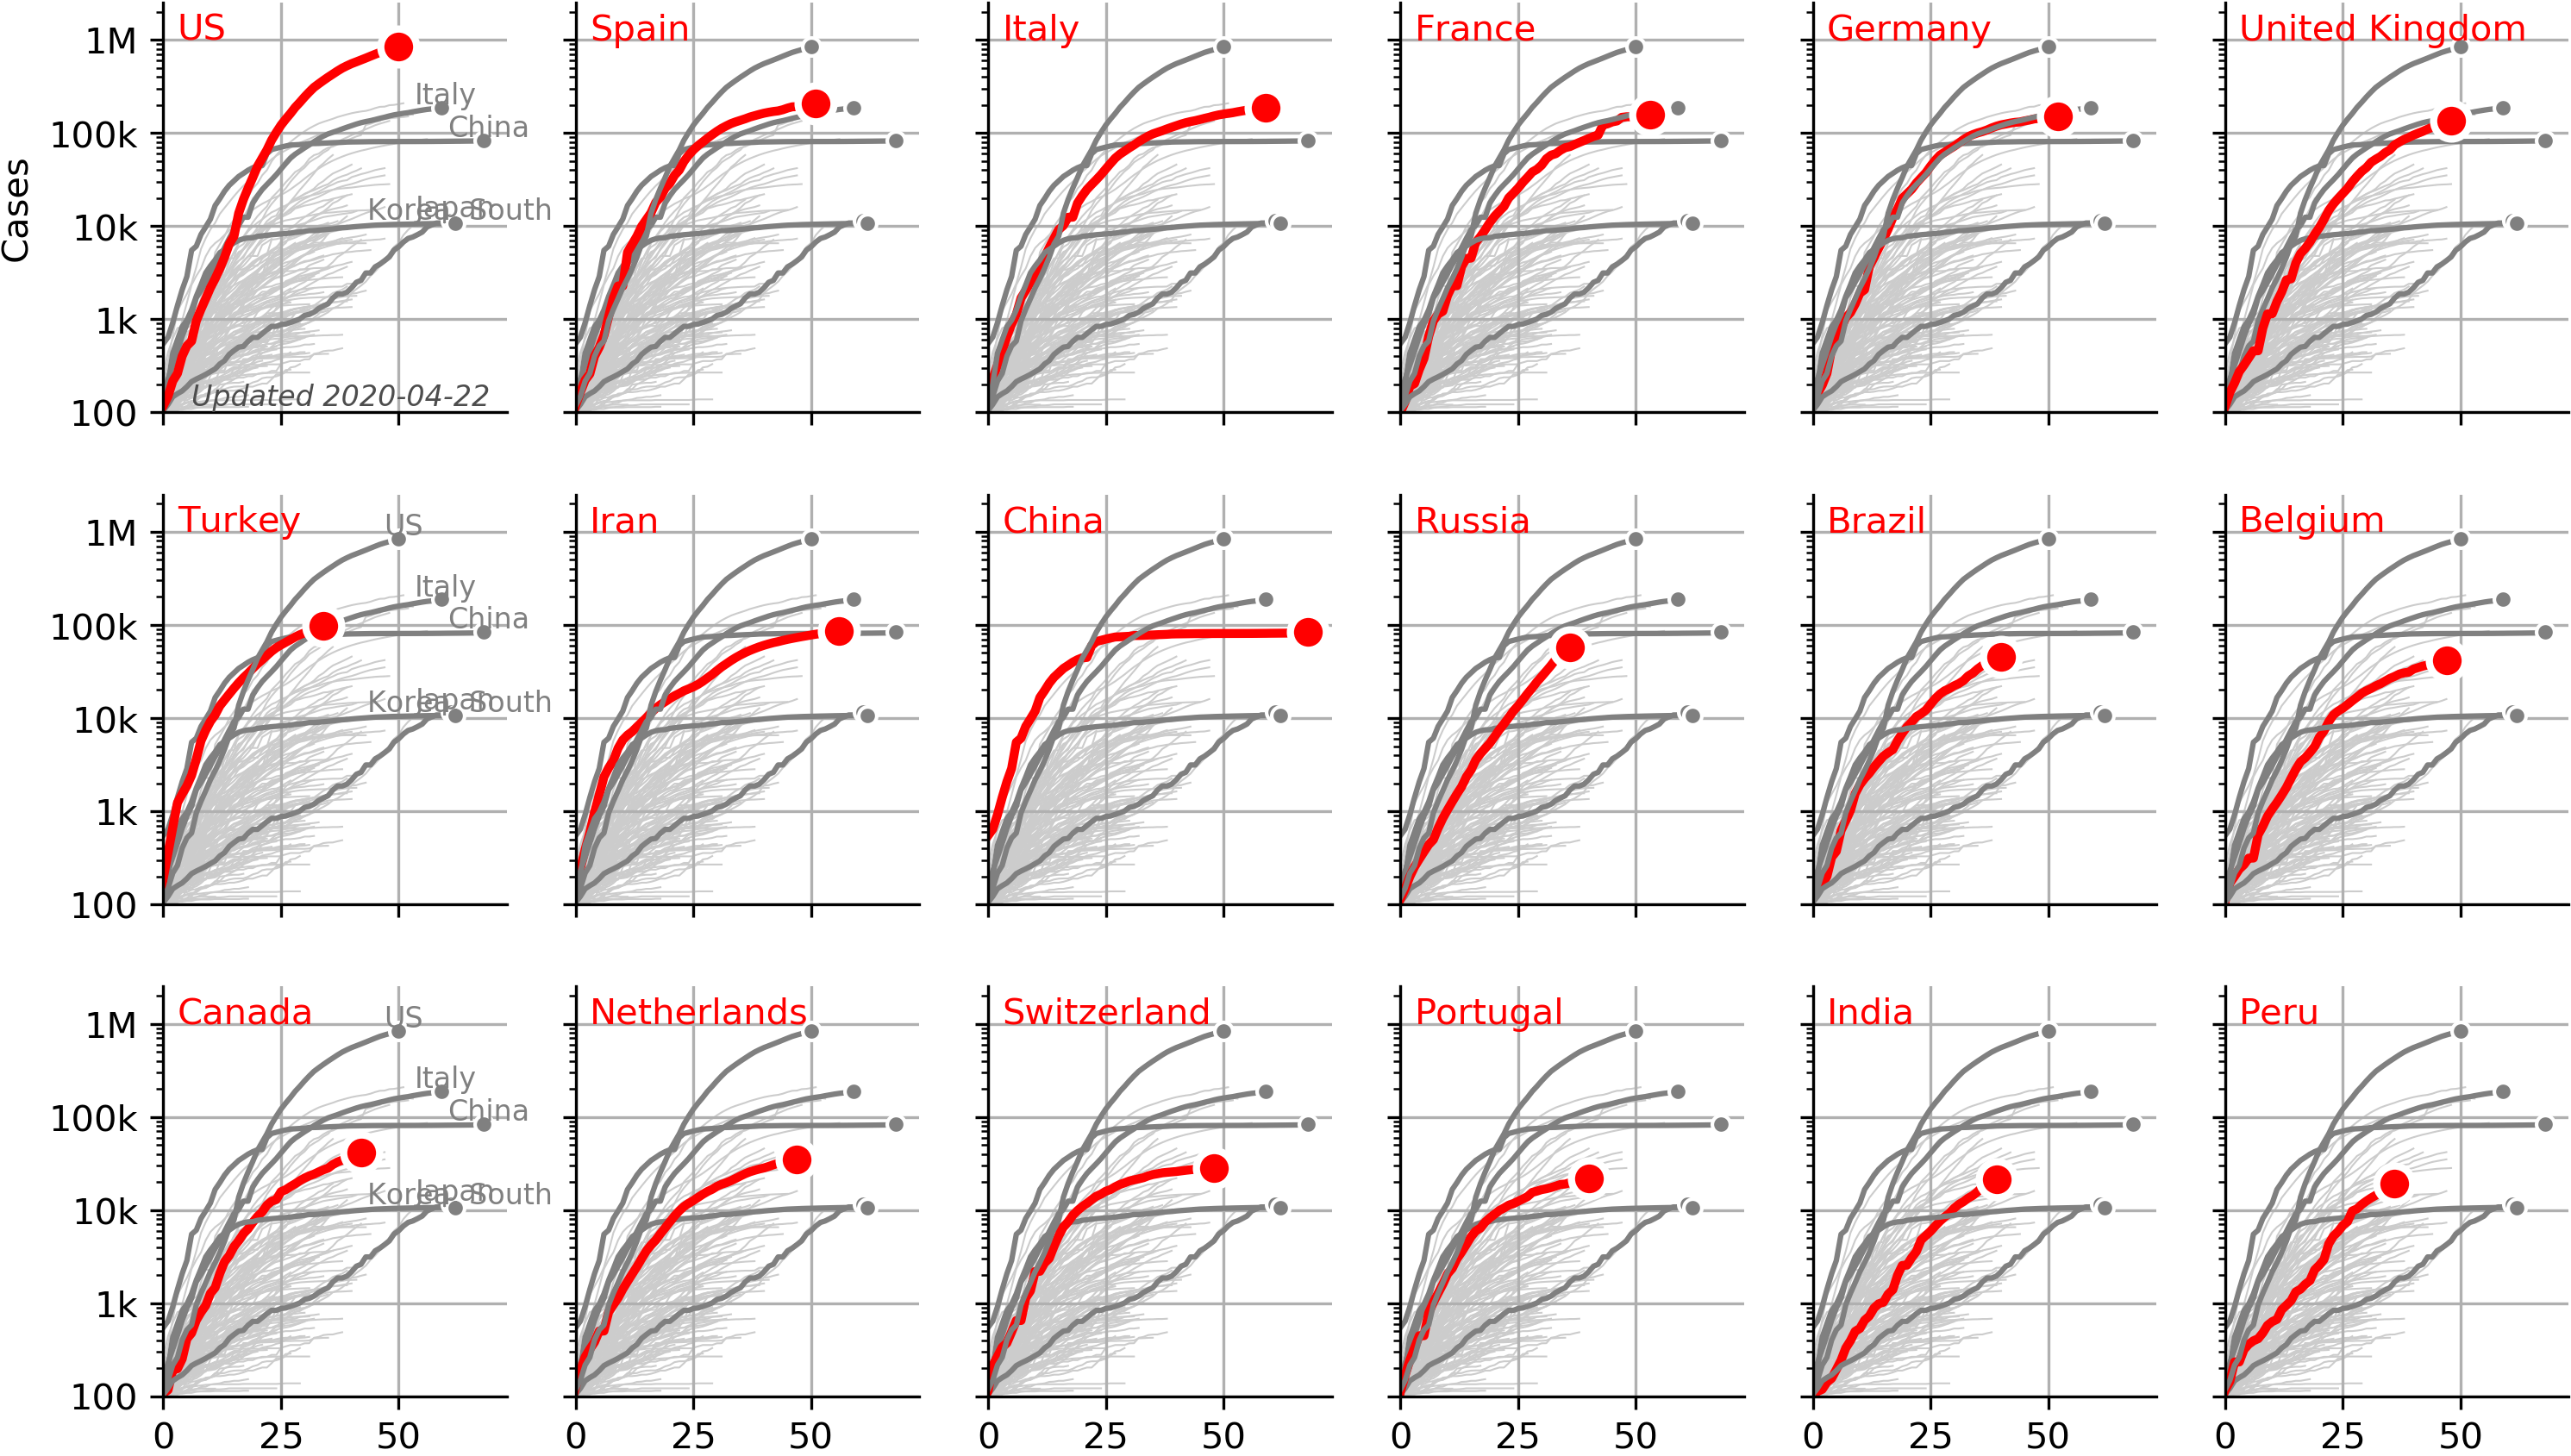 US
Spain
Italy
France
Germany
United Kingdom
1M
100k
10k
1k
100
Cases
Italy
China
Japan
Korea, South
Updated 2020-04-22
Turkey
Iran
China
Russia
Brazil
Belgium
1M
100k
10k
1k
100
US
Italy
China
Japan
Korea, South
Canada
Netherlands
Switzerland
Portugal
India
Peru
1M
100k
10k
1k
100
US
Italy
China
Japan
Korea, South
0 25 50
0 25 50
0 25 50
0 25 50
0 25 50
0 25 50